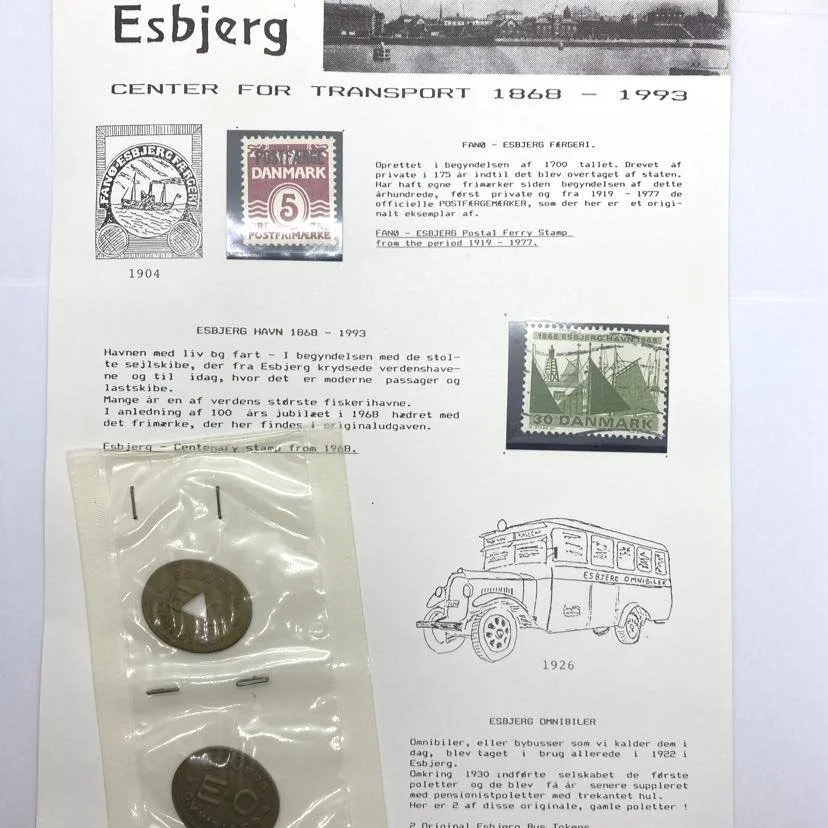 Esbjerg
CENTER FOR TRANSPORT 1868 - 1993
FANØ-ESBJERG FÆRGERI
1904
POSTFÆRGE
DANMARK
5
POSTFRIMÆRKE
FANØ - ESBJERG FÆRGERI.
Oprettet i begyndelsen af 1700 tallet. Drevet af
private i 175 år indtil det blev overtaget af staten.
Har haft egne frimærker siden begyndelsen af dette
århundrede, først private og fra 1919 - 1977 de
officielle POSTFÆRGEMÆRKER, som der her er et origi-
nalt eksemplar af.
FANØ - ESBJERG Postal Ferry Stamp
from the period 1919 - 1977.
ESBJERG HAVN 1868 - 1993
Havnen med liv og fart - I begyndelsen med de stol-
te sejlskibe, der fra Esbjerg krydsede verdenshave-
ne og til idag, hvor det er moderne passager og
lastskibe.
Mange år en af verdens største fiskerihavne.
I anledning af 100 års jubilæet i 1968 hædret med
det frimærke, der her findes i originaludgaven.
Esbjerg - Centenary stamp from 1968.
1868 ESBJERG HAVN 1968
30 DANMARK
ESBJERG OMNIBILER
1926
ESBJERG OMNIBILER
Omnibiler, eller bybusser som vi kalder dem i
dag, blev taget i brug allerede i 1922 i
Esbjerg.
Omkring 1930 indførte selskabet de første
poletter og de blev få år senere suppleret
med pensionistpoletter med trekantet hul.
Her er 2 af disse originale, gamle poletter !
2 Original Esbjerg Bus Tokens
E
E O